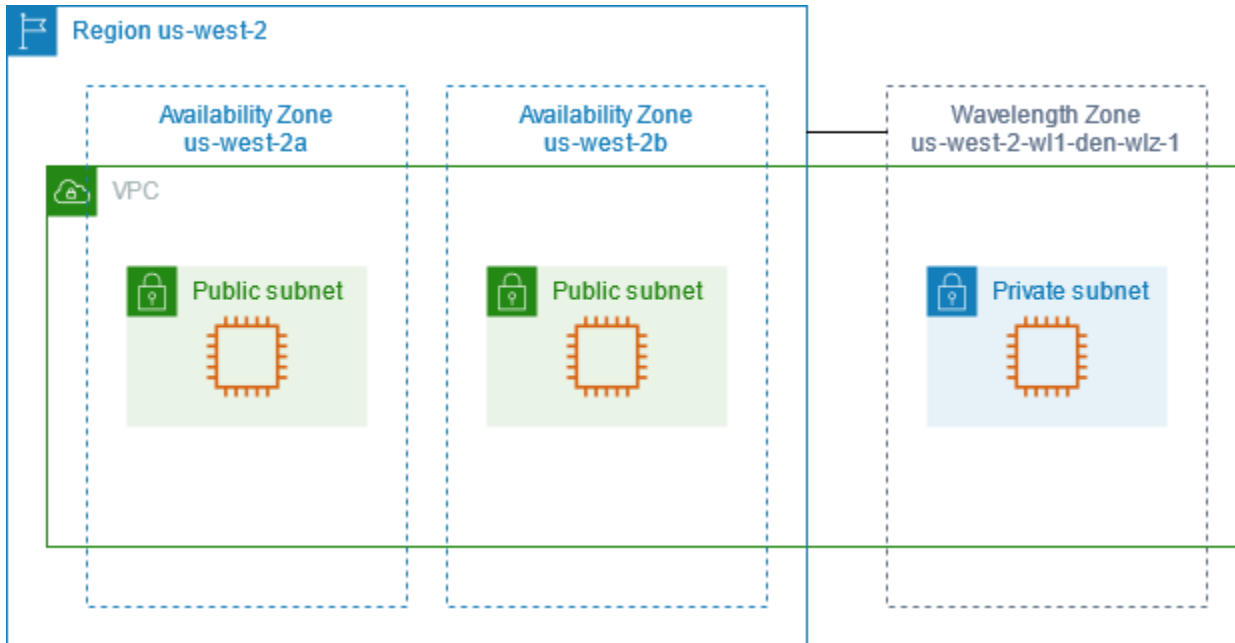 Region us-west-2
Availability Zone
us-west-2a
Availability Zone
us-west-2b
Wavelength Zone
us-west-2-wl1-den-wlz-1
VPC
Public subnet
Public subnet
Private subnet